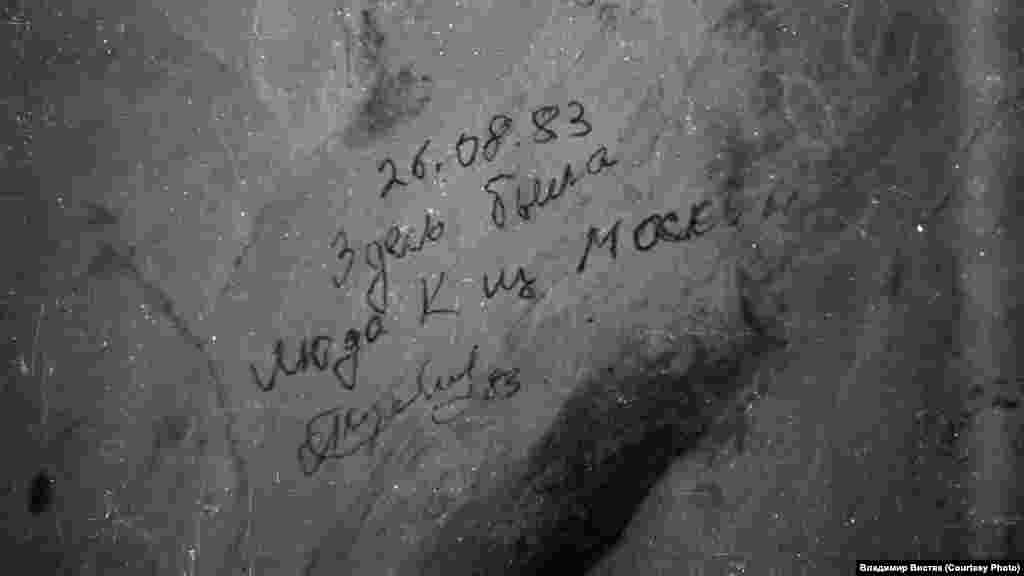 26.08.83
Здесь была
Люда К из Москвы
83
Владимир Вистяк (Courtesy Photo)